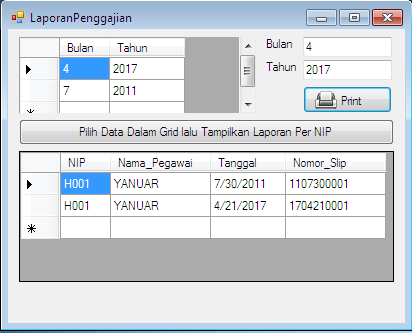 LaporanPenggajian
Bulan Tahun
4 2017
7 2011
Bulan 4
Tahun 2017
Print
Pilih Data Dalam Grid lalu Tampilkan Laporan Per NIP
NIP Nama_Pegawai Tanggal Nomor_Slip
H001 YANUAR 7/30/2011 1107300001
H001 YANUAR 4/21/2017 1704210001